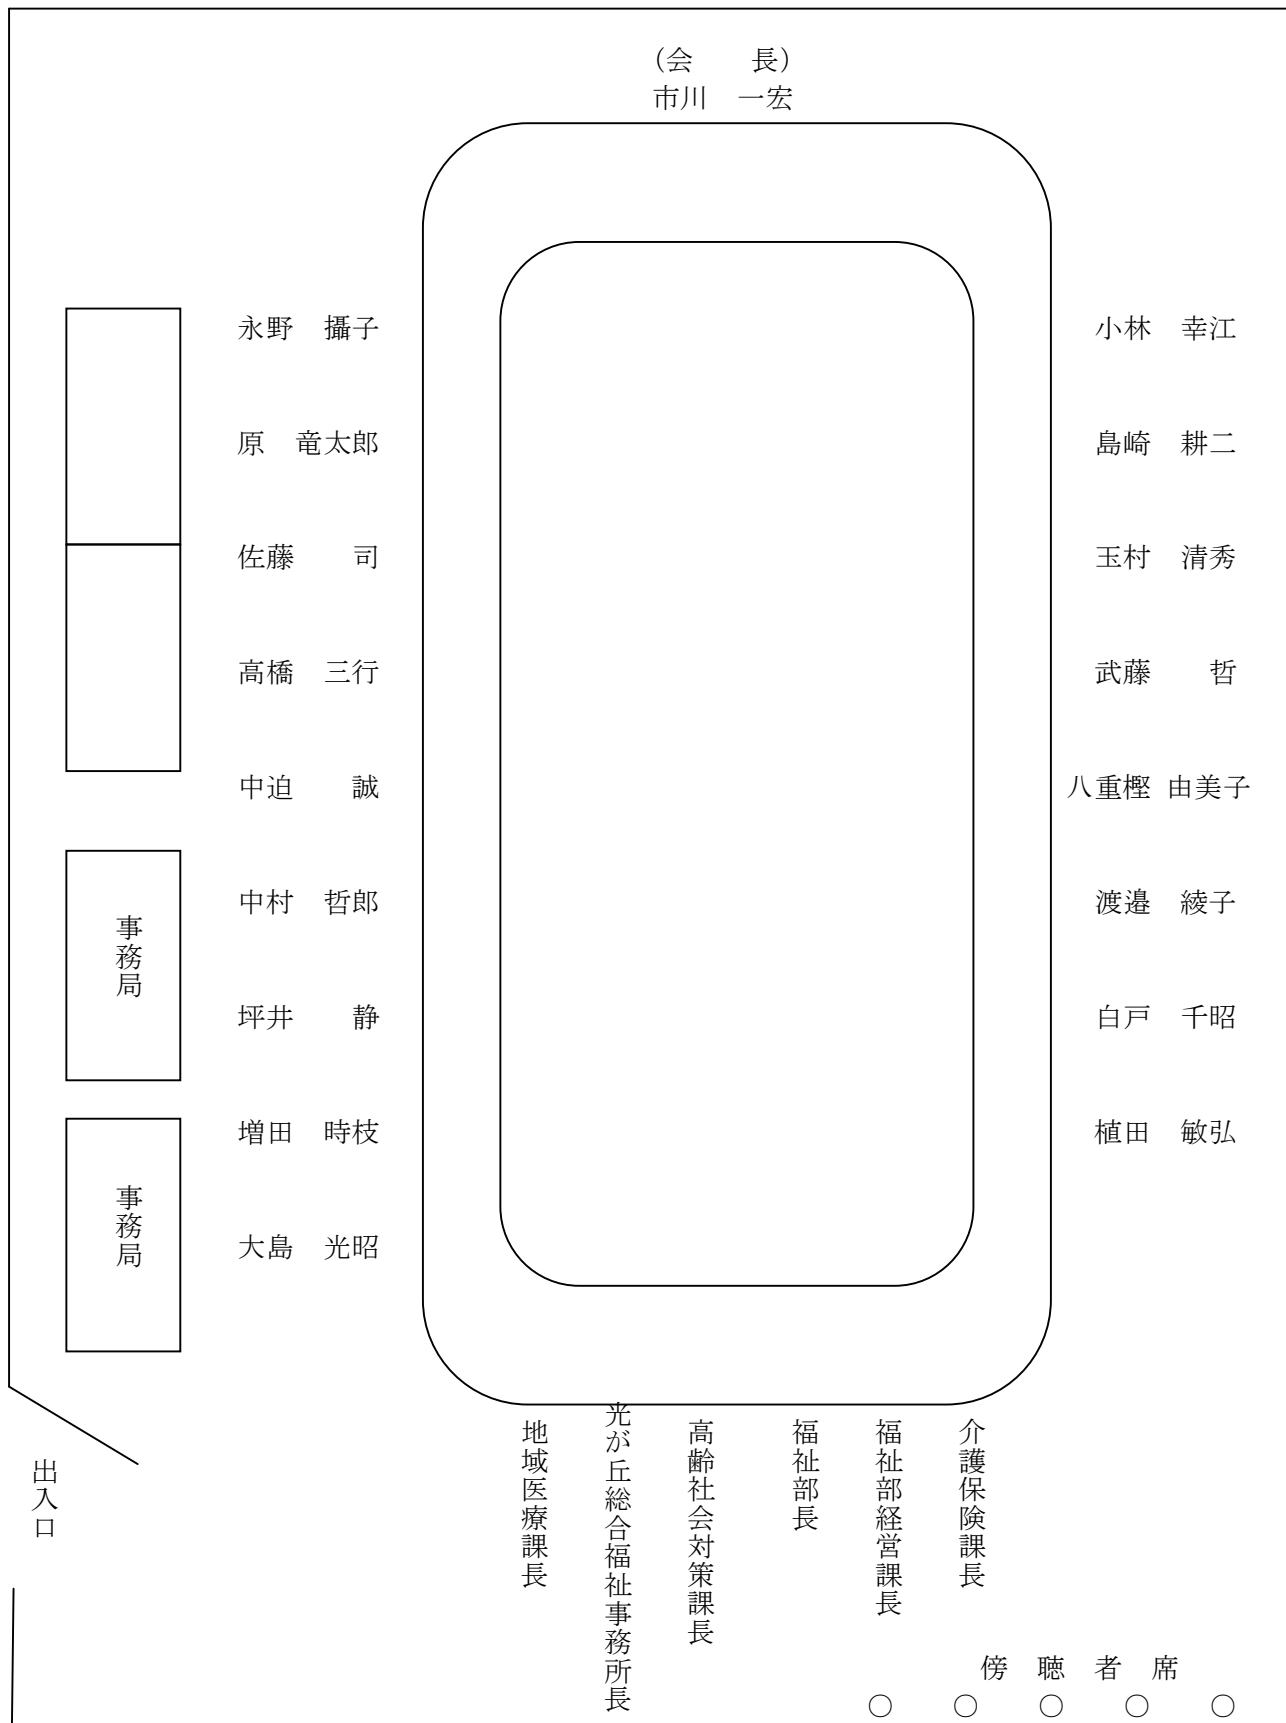 （会　　長）
市川　一宏
永野　攝子
小林　幸江
原　竜太郎
島崎　耕二
佐藤　　司
玉村　清秀
高橋　三行
武藤　　哲
中迫　　誠
八重樫 由美子
事務局
中村　哲郎
渡邉　綾子
坪井　　静
白戸　千昭
事務局
増田　時枝
植田　敏弘
大島　光昭
出入口
地域医療課長
光が丘総合福祉事務所長
高齢社会対策課長
福祉部長
福祉部経営課長
介護保険課長
傍　聴　者　席
○　○　○　○　○